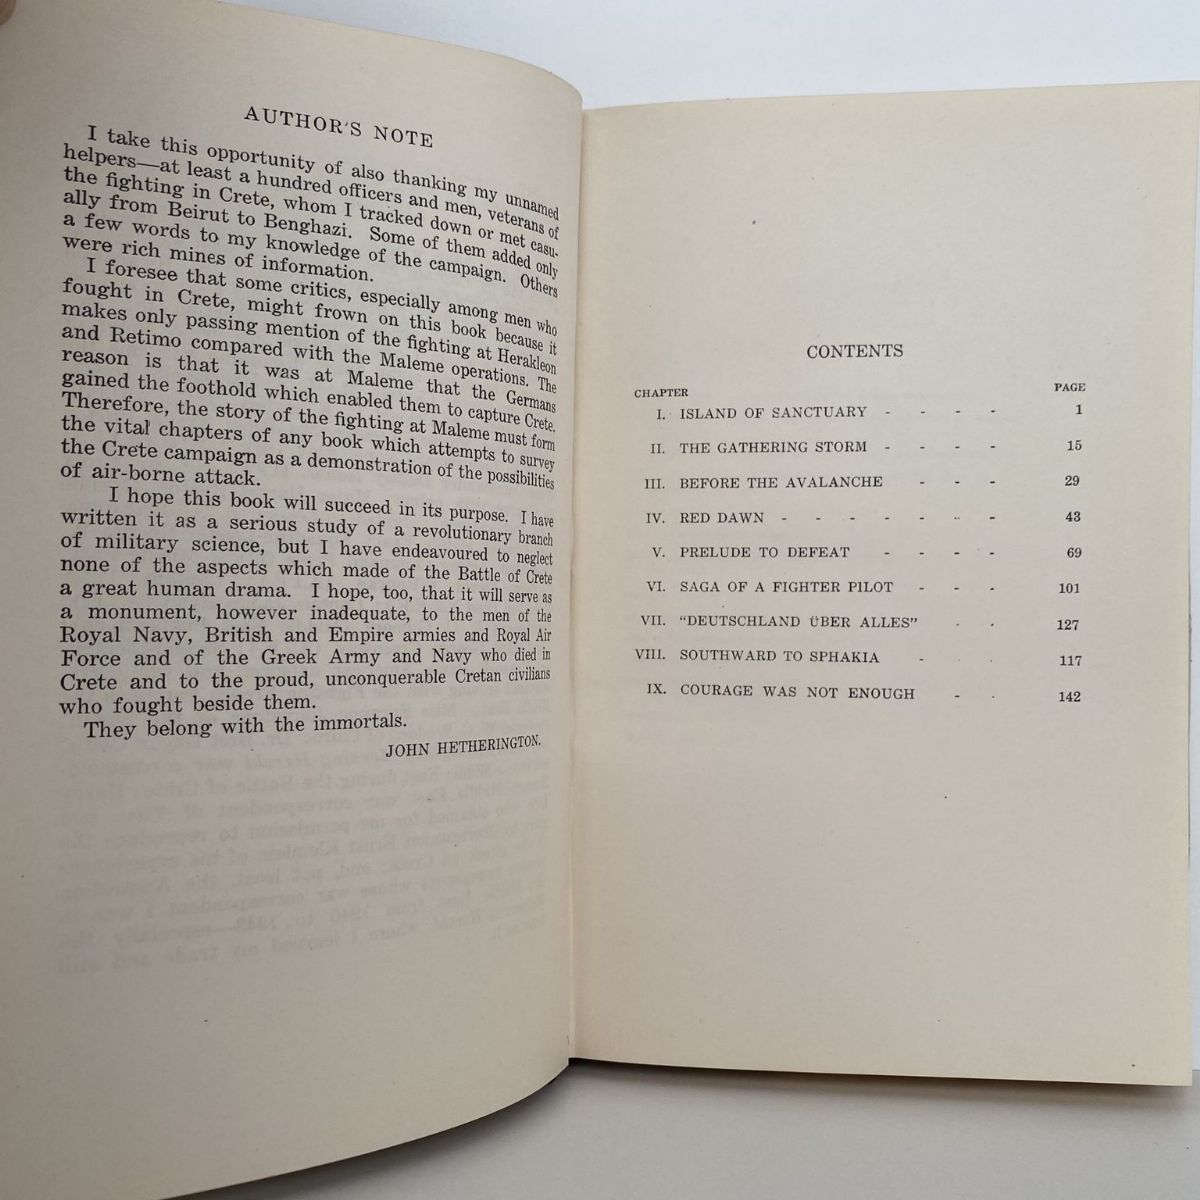 AUTHOR'S NOTE
I take this opportunity of also thanking my unnamed
helpers—at least a hundred officers and men, veterans of
the fighting in Crete, whom I tracked down or met casu-
ally from Beirut to Benghazi. Some of them added only
a few words to my knowledge of the campaign. Others
were rich mines of information.
I foresee that some critics, especially among men who
fought in Crete, might frown on this book because it
makes only passing mention of the fighting at Herakleon
and Retimo compared with the Maleme operations. The
reason is that it was at Maleme that the Germans
gained the foothold which enabled them to capture Crete.
Therefore, the story of the fighting at Maleme must form
the vital chapters of any book which attempts to survey
the Crete campaign as a demonstration of the possibilities
of air-borne attack.
I hope this book will succeed in its purpose. I have
written it as a serious study of a revolutionary branch
of military science, but I have endeavoured to neglect
none of the aspects which made of the Battle of Crete
a great human drama. I hope, too, that it will serve as
a monument, however inadequate, to the men of the
Royal Navy, British and Empire armies and Royal Air
Force and of the Greek Army and Navy who died in
Crete and to the proud, unconquerable Cretan civilians
who fought beside them.
They belong with the immortals.
JOHN HETHERINGTON.
CONTENTS
CHAPTER PAGE
I. ISLAND OF SANCTUARY - - - - 1
II. THE GATHERING STORM - - - - 15
III. BEFORE THE AVALANCHE - - - 29
IV. RED DAWN - - - - - - - 43
V. PRELUDE TO DEFEAT - - - - 69
VI. SAGA OF A FIGHTER PILOT - - - 101
VII. "DEUTSCHLAND ÜBER ALLES" - - 127
VIII. SOUTHWARD TO SPHAKIA - - - 117
IX. COURAGE WAS NOT ENOUGH - - 142